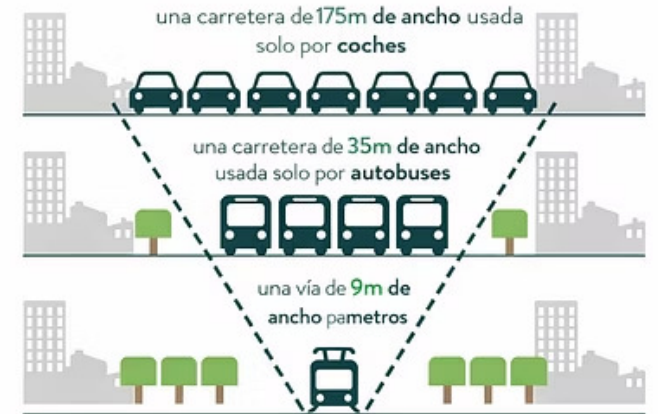 una carretera de 175m de ancho usada
solo por coches
una carretera de 35m de ancho
usada solo por autobuses
una vía de 9m de
ancho pametros